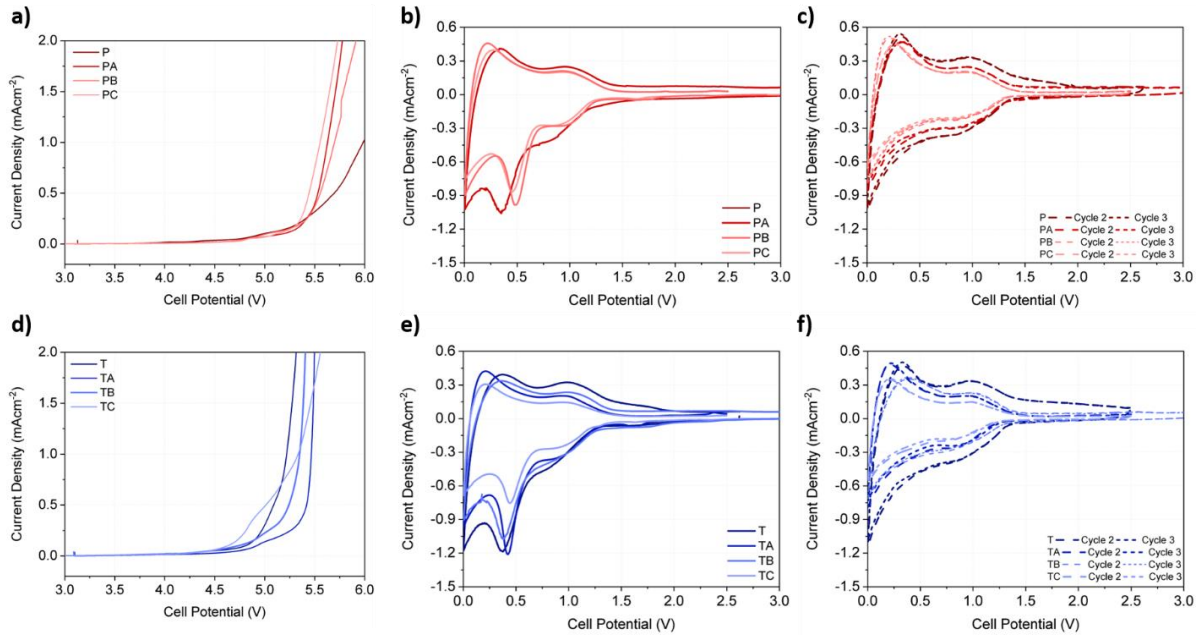 a)
2.0
1.5
1.0
0.5
0.0
3.0 3.5 4.0 4.5 5.0 5.5 6.0
Current Density (mAcm⁻²)
Cell Potential (V)
P
PA
PB
PC
b)
0.6
0.3
0.0
-0.3
-0.6
-0.9
-1.2
-1.5
0.0 0.5 1.0 1.5 2.0 2.5 3.0
Current Density (mAcm⁻²)
Cell Potential (V)
P
PA
PB
PC
c)
0.6
0.3
0.0
-0.3
-0.6
-0.9
-1.2
-1.5
0.0 0.5 1.0 1.5 2.0 2.5 3.0
Current Density (mAcm⁻²)
Cell Potential (V)
P Cycle 2 Cycle 3
PA Cycle 2 Cycle 3
PB Cycle 2 Cycle 3
PC Cycle 2 Cycle 3
d)
2.0
1.5
1.0
0.5
0.0
3.0 3.5 4.0 4.5 5.0 5.5 6.0
Current Density (mAcm⁻²)
Cell Potential (V)
T
TA
TB
TC
e)
0.6
0.3
0.0
-0.3
-0.6
-0.9
-1.2
-1.5
0.0 0.5 1.0 1.5 2.0 2.5 3.0
Current Density (mAcm⁻²)
Cell Potential (V)
T
TA
TB
TC
f)
0.6
0.3
0.0
-0.3
-0.6
-0.9
-1.2
-1.5
0.0 0.5 1.0 1.5 2.0 2.5 3.0
Current Density (mAcm⁻²)
Cell Potential (V)
T Cycle 2 Cycle 3
TA Cycle 2 Cycle 3
TB Cycle 2 Cycle 3
TC Cycle 2 Cycle 3